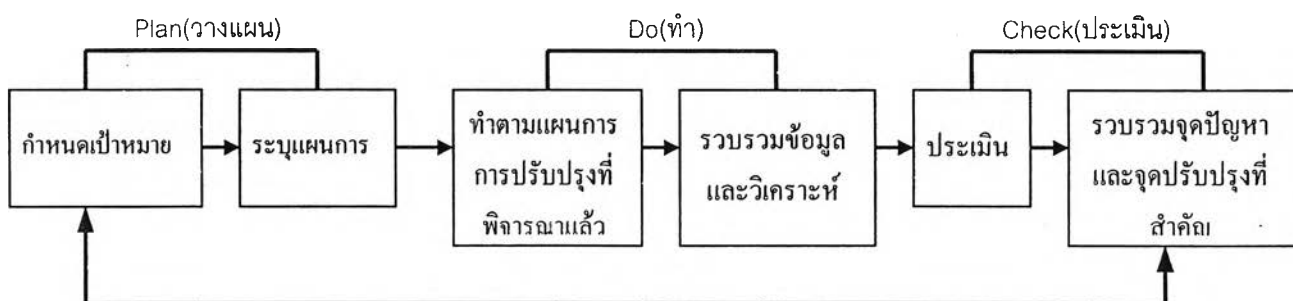 Plan(วางแผน)
Do(ทำ)
Check(ประเมิน)
กำหนดเป้าหมาย
ระบุแผนการ
ทำตามแผนการ
การปรับปรุงที่
พิจารณาแล้ว
รวบรวมข้อมูล
และวิเคราะห์
ประเมิน
รวบรวมจุดปัญหา
และจุดปรับปรุงที่
สำคัญ